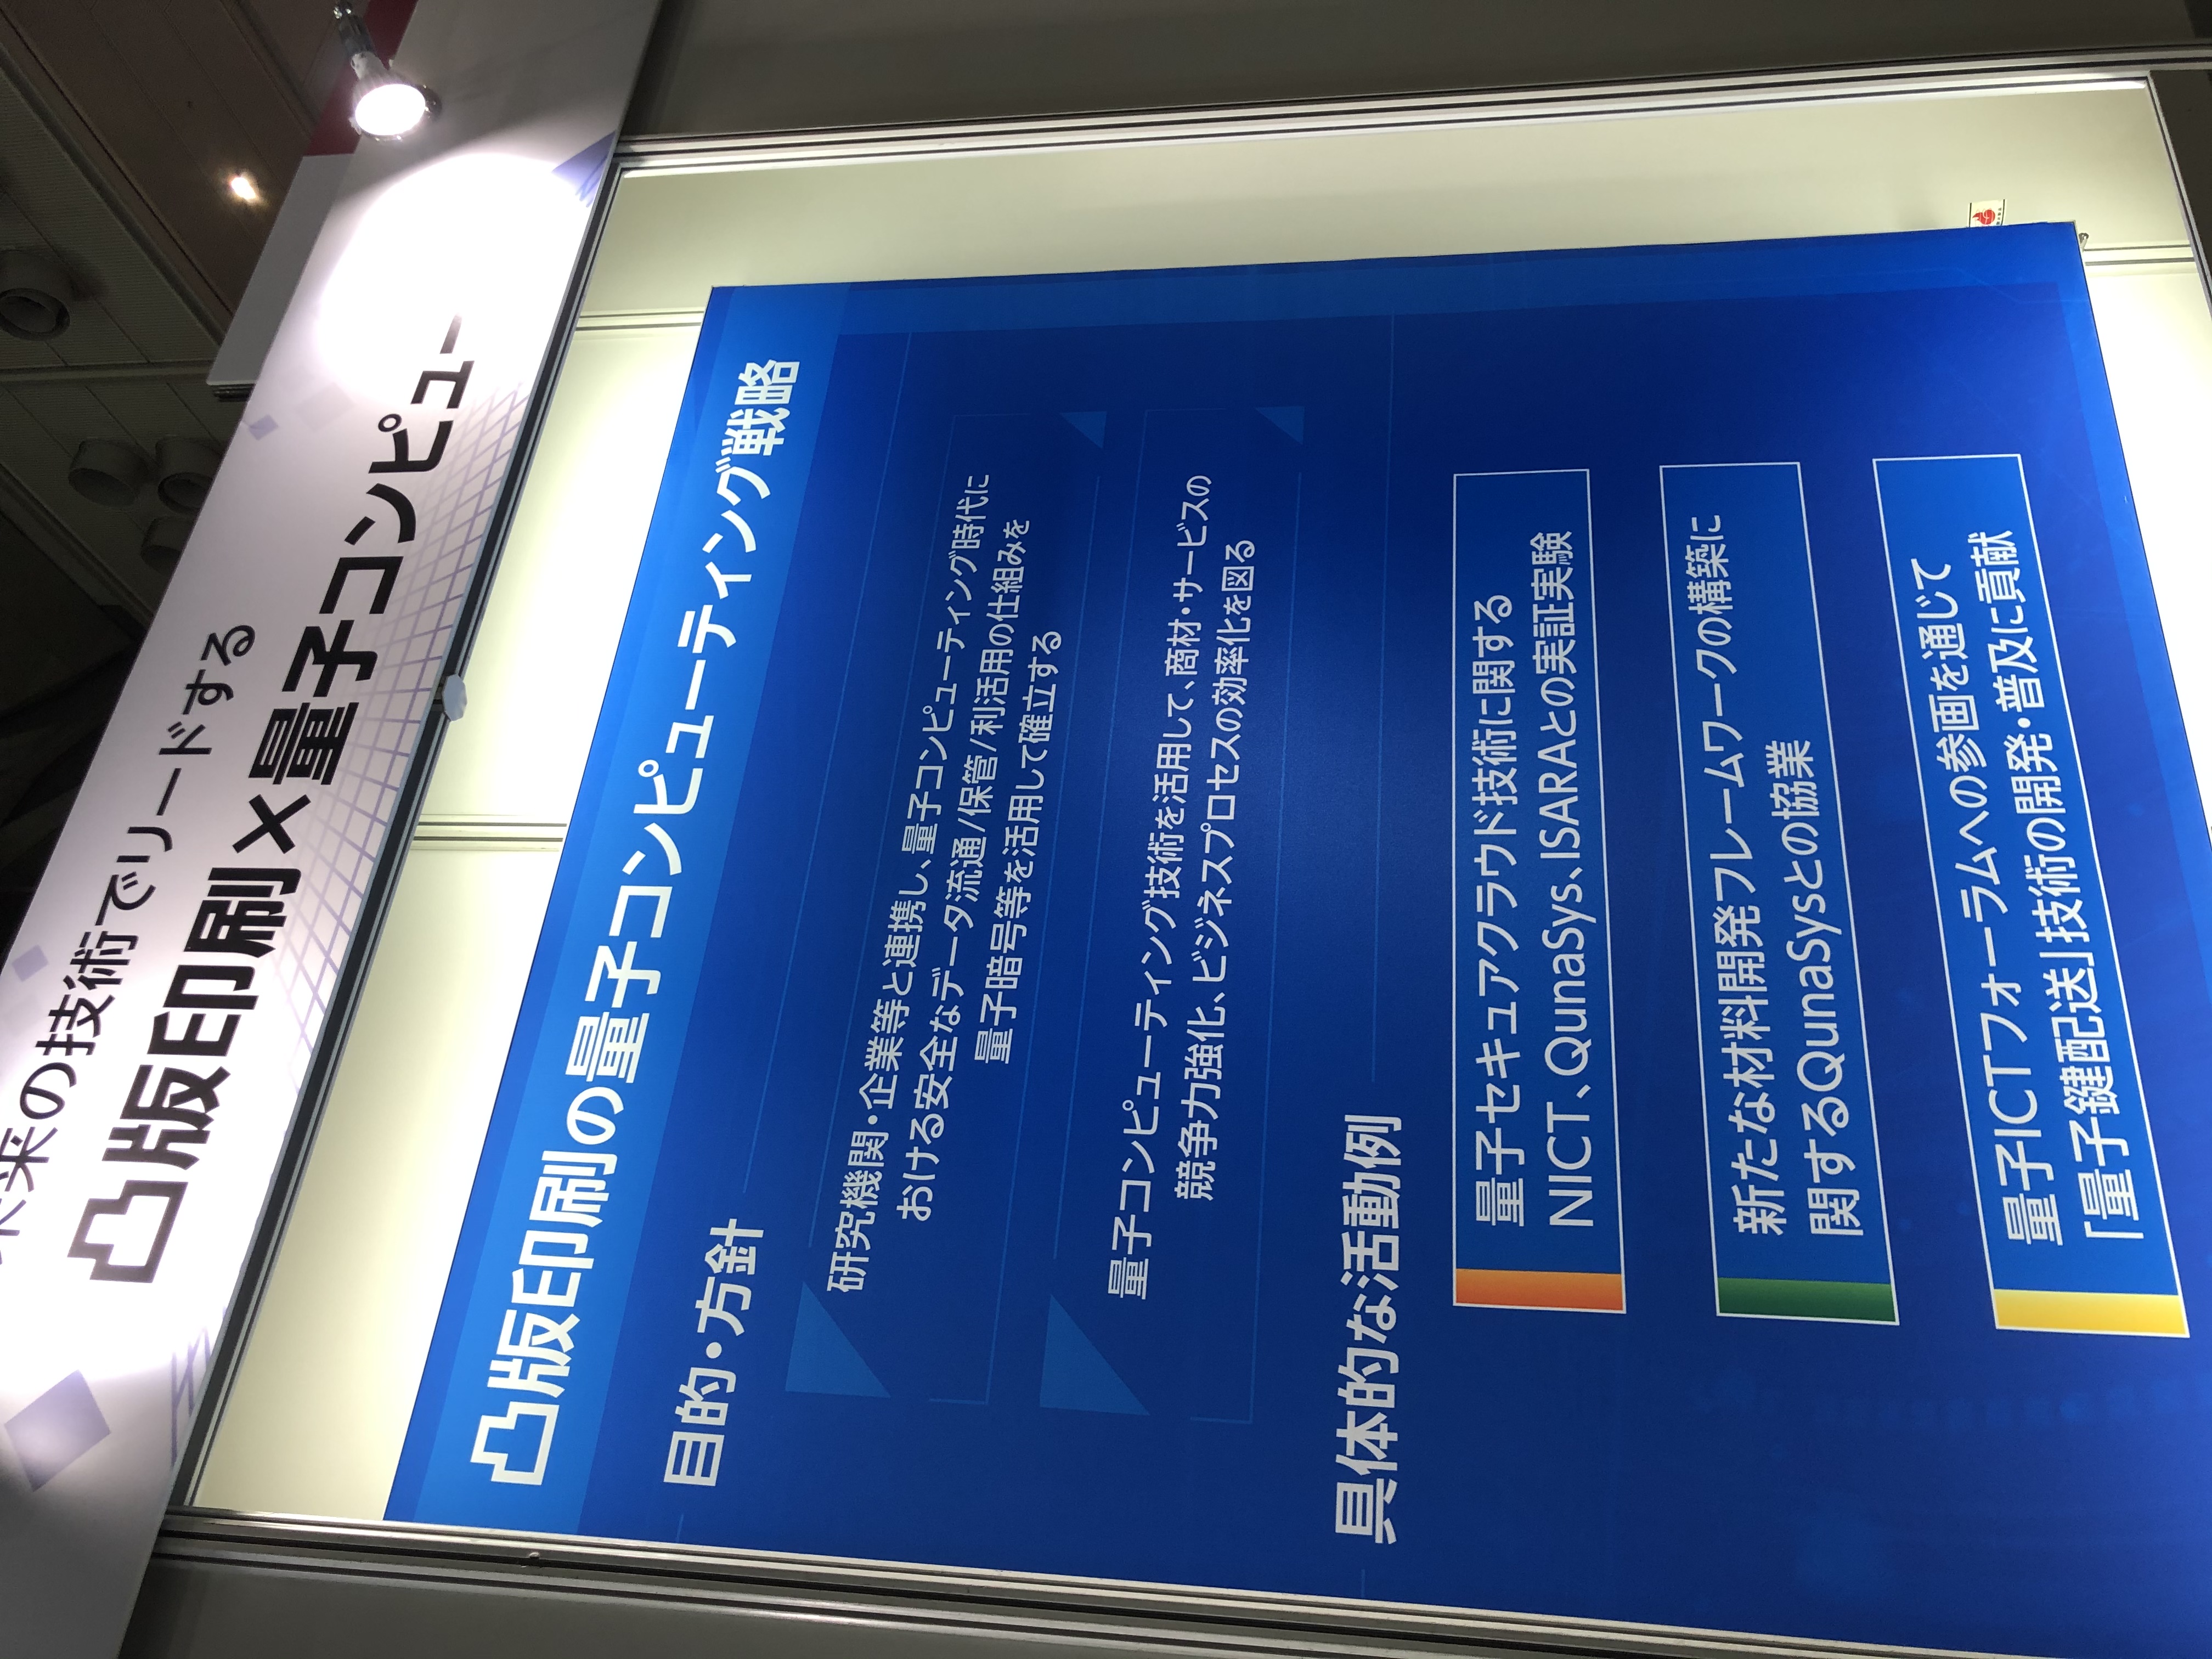 未来の技術でリードする
凸版印刷×量子コンピュー
凸版印刷の量子コンピューティング戦略
目的・方針
研究機関・企業等と連携し、量子コンピューティング時代に
おける安全なデータ流通/保管/利活用の仕組みを
量子暗号等を活用して確立する
量子コンピューティング技術を活用して、商材・サービスの
競争力強化、ビジネスプロセスの効率化を図る
具体的な活動例
量子セキュアクラウド技術に関する
NICT、QunaSys、ISARAとの実証実験
新たな材料開発フレームワークの構築に
関するQunaSysとの協業
量子ICTフォーラムへの参画を通じて
「量子鍵配送」技術の開発・普及に貢献